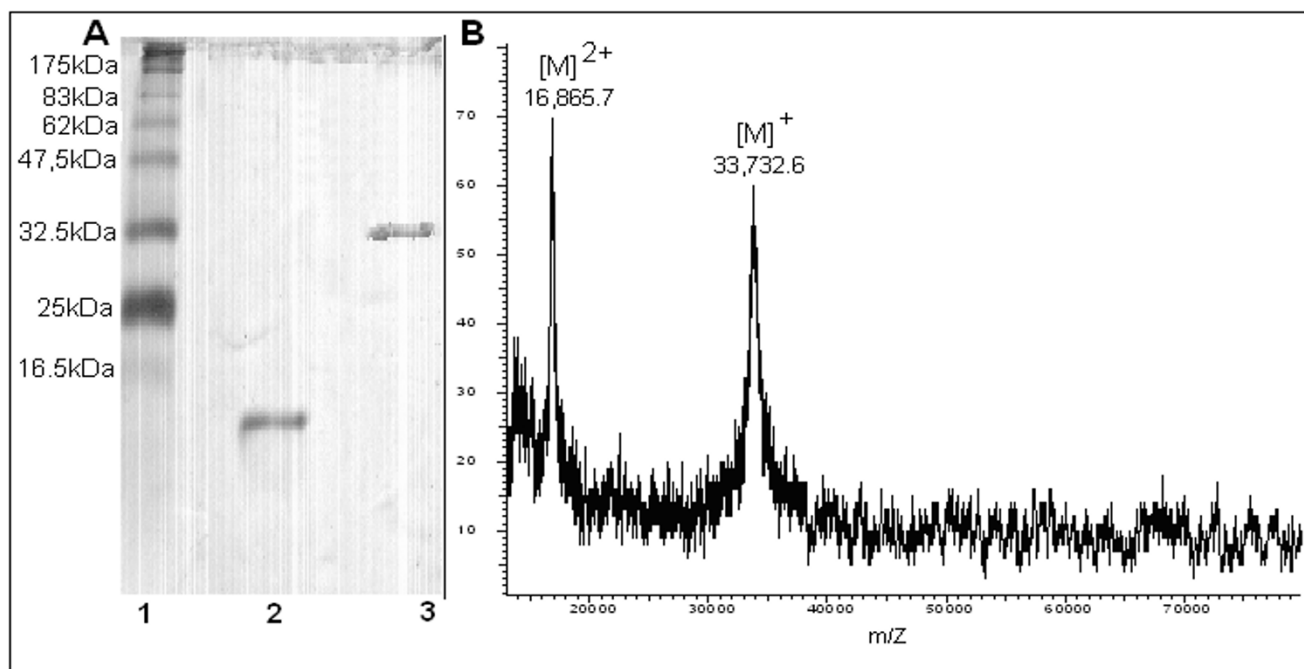 A
175kDa
83kDa
62kDa
47,5kDa
32.5kDa
25kDa
16.5kDa
1 2 3
B
[M]2+
16,865.7
[M]+
33,732.6
70
60
50
40
30
20
10
20000 30000 40000 50000 60000 70000
m/Z